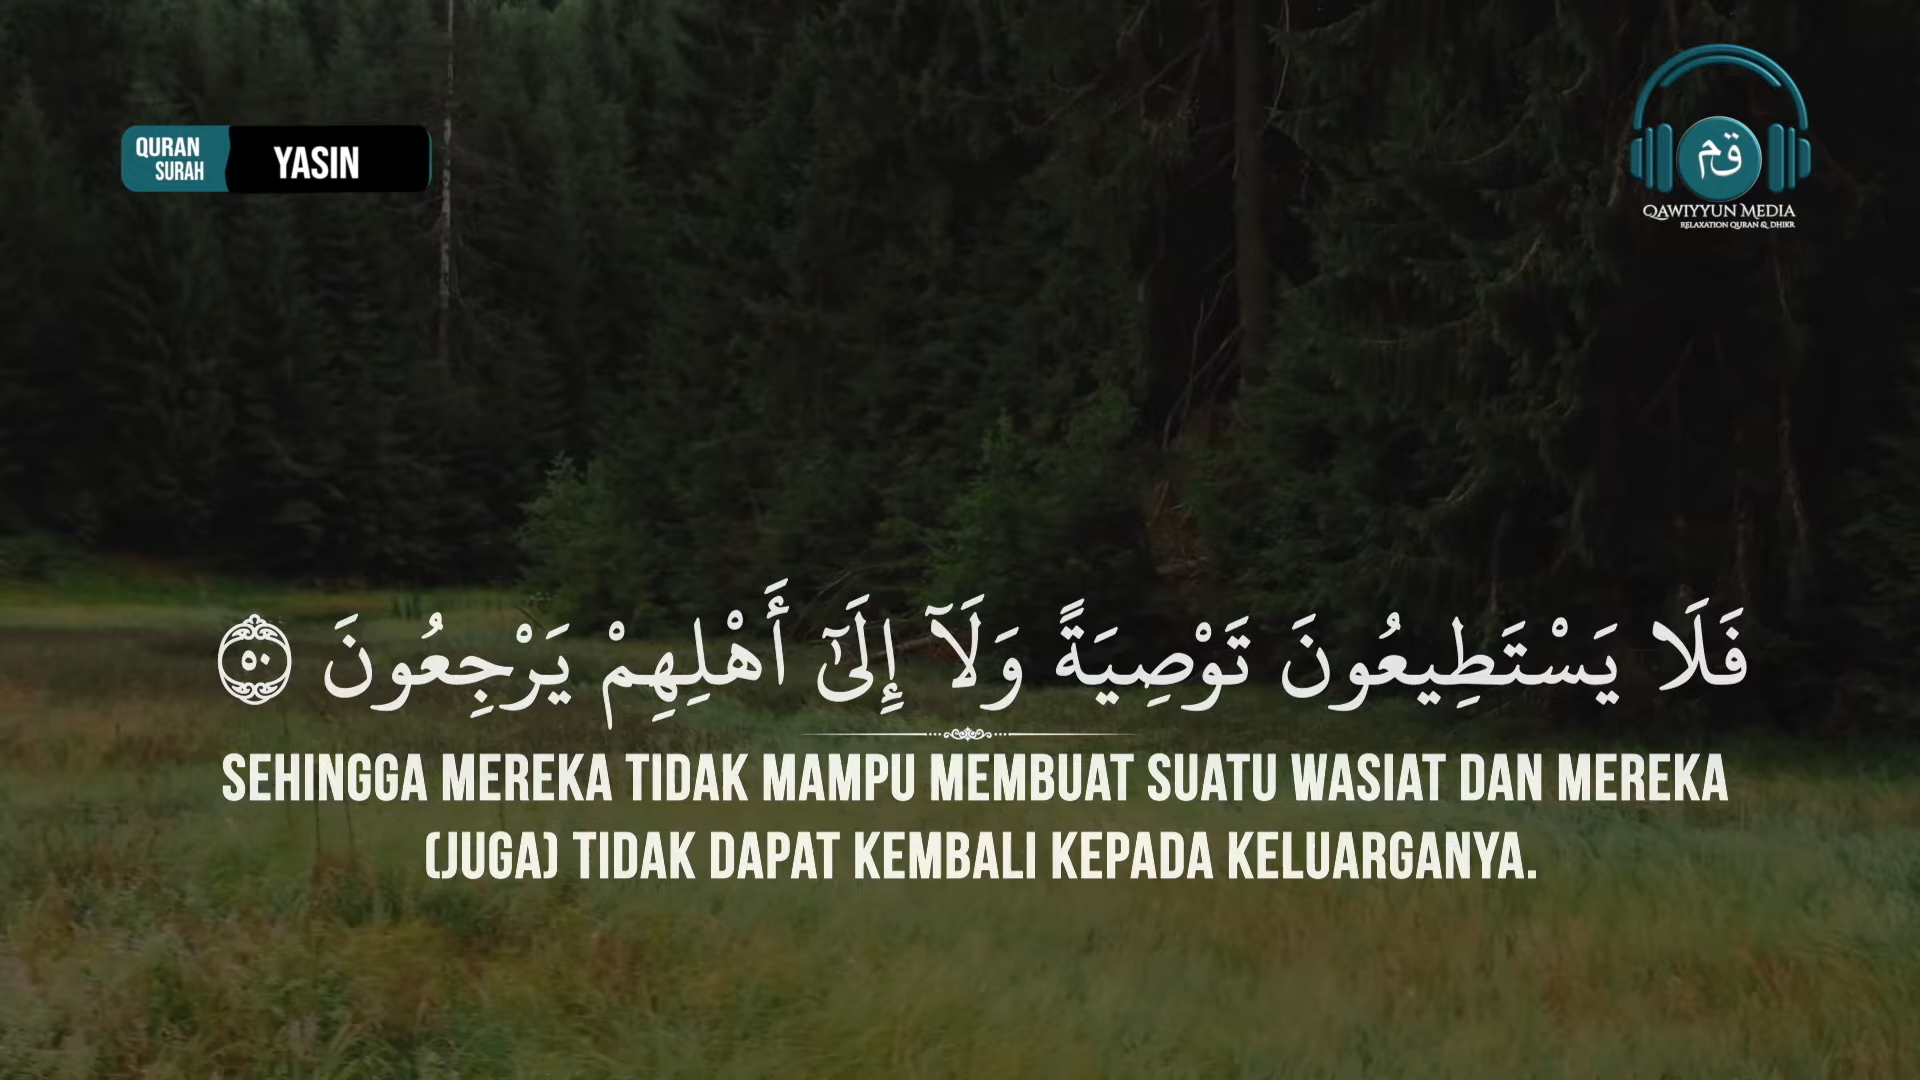 QURAN
SURAH
YASIN
قم
QAWIYYUN MEDIA
RELAXATION QURAN & DHIKR
فَلَا يَسْتَطِيعُونَ تَوْصِيَةً وَلَآ إِلَىٰٓ أَهْلِهِمْ يَرْجِعُونَ ٥٠
SEHINGGA MEREKA TIDAK MAMPU MEMBUAT SUATU WASIAT DAN MEREKA
(JUGA) TIDAK DAPAT KEMBALI KEPADA KELUARGANYA.